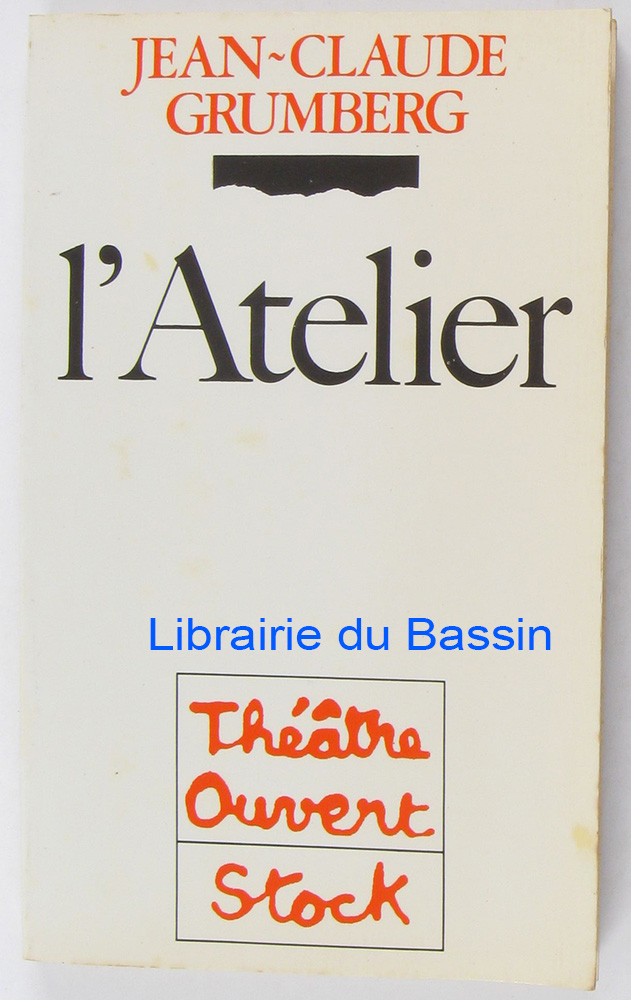 JEAN~CLAUDE
GRUMBERG
l'Atelier
Librairie du Bassin
Théâtre
Ouvert
Stock